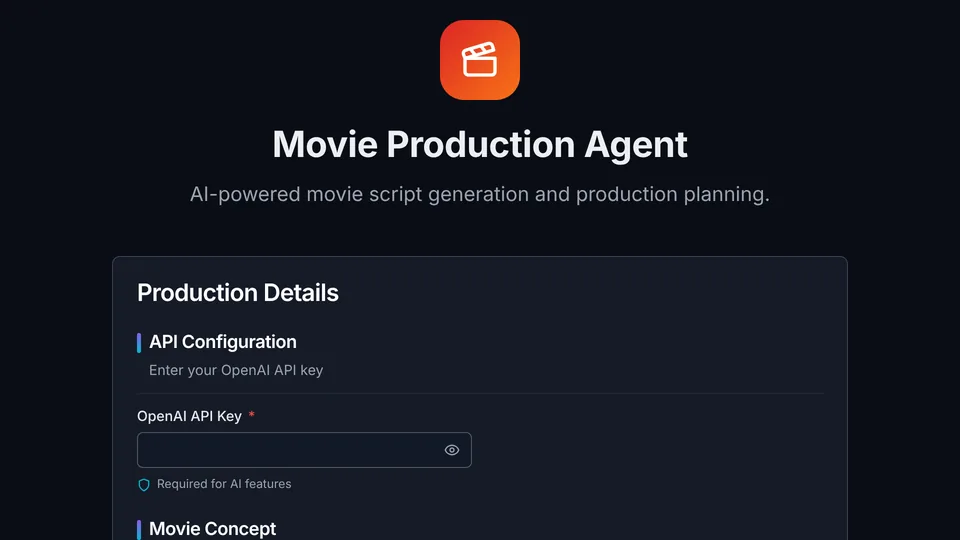 Movie Production Agent
AI-powered movie script generation and production planning.
Production Details
API Configuration
Enter your OpenAI API key
OpenAI API Key *
Required for AI features
Movie Concept